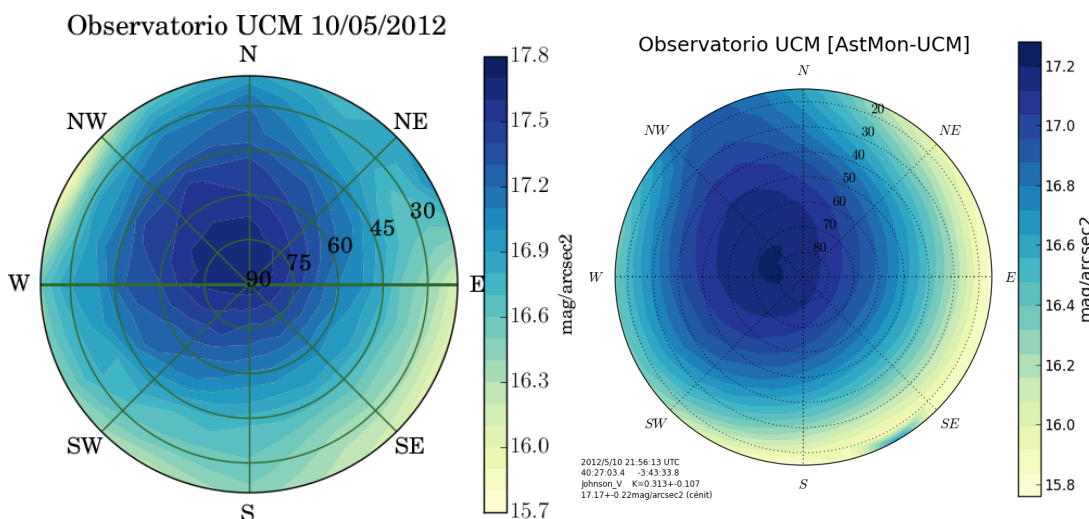 Observatorio UCM 10/05/2012
N
NW
NE
W
E
SW
SE
S
30
45
60
75
90
17.8
17.5
17.2
16.9
16.6
16.3
16.0
15.7
mag/arcsec2
Observatorio UCM [AstMon-UCM]
N
NW
NE
W
E
SW
SE
S
20
30
40
50
60
70
80
17.2
17.0
16.8
16.6
16.4
16.2
16.0
15.8
mag/arcsec2
2012/5/10 21:56:13 UTC
40:27:03.4 -3:43:33.8
Johnson_V K=0.313+-0.107
17.17+-0.22mag/arcsec2 (cénit)